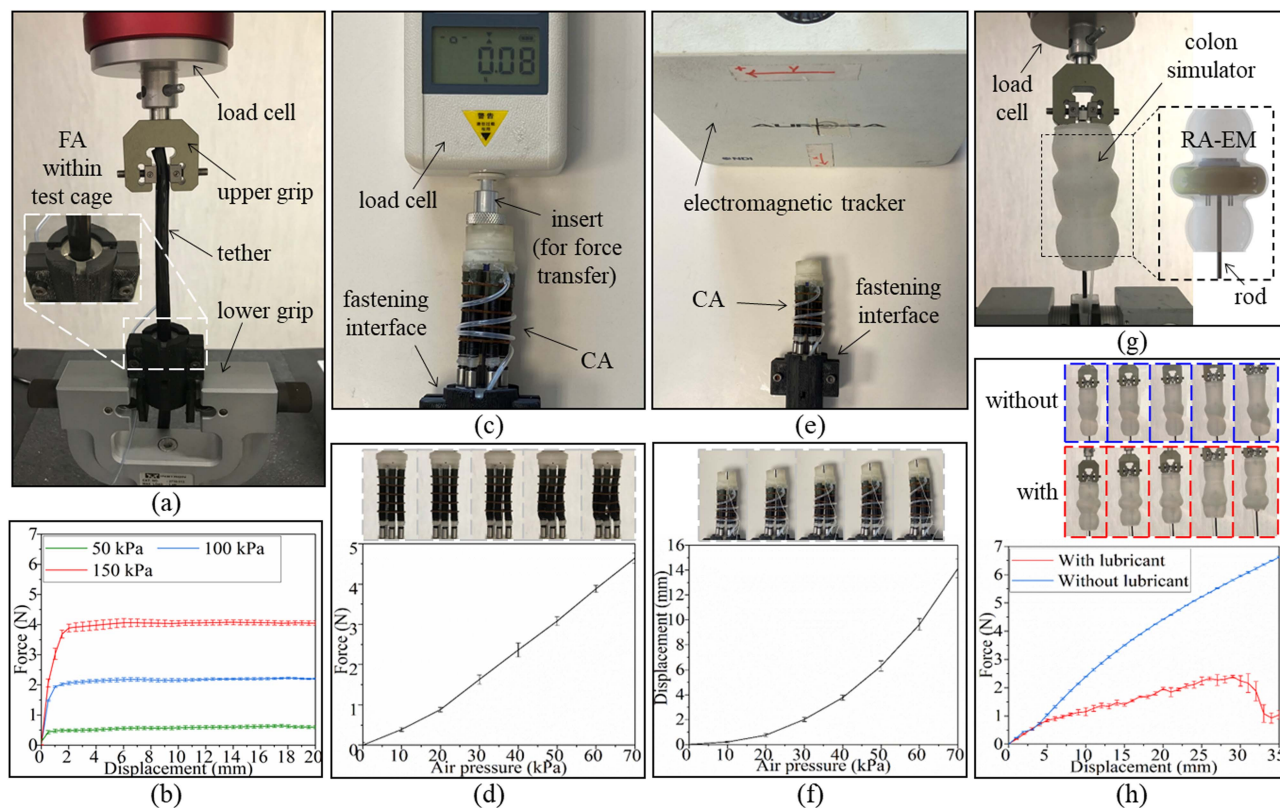 load cell
FA
within
test cage
upper grip
tether
lower grip
(a)
0.08
警告
load cell
insert
(for force
transfer)
fastening
interface
CA
(c)
AURORA
electromagnetic tracker
CA
fastening
interface
(e)
load
cell
colon
simulator
RA-EM
rod
(g)
50 kPa
100 kPa
150 kPa
Force (N)
7
6
5
4
3
2
1
0
0 2 4 6 8 10 12 14 16 18 20
Displacement (mm)
(b)
Force (N)
5
4
3
2
1
0
0 10 20 30 40 50 60 70
Air pressure (kPa)
(d)
Displacement (mm)
16
14
12
10
8
6
4
2
0
0 10 20 30 40 50 60 70
Air pressure (kPa)
(f)
without
with
With lubricant
Without lubricant
Force (N)
7
6
5
4
3
2
1
0
0 5 10 15 20 25 30 35
Displacement (mm)
(h)